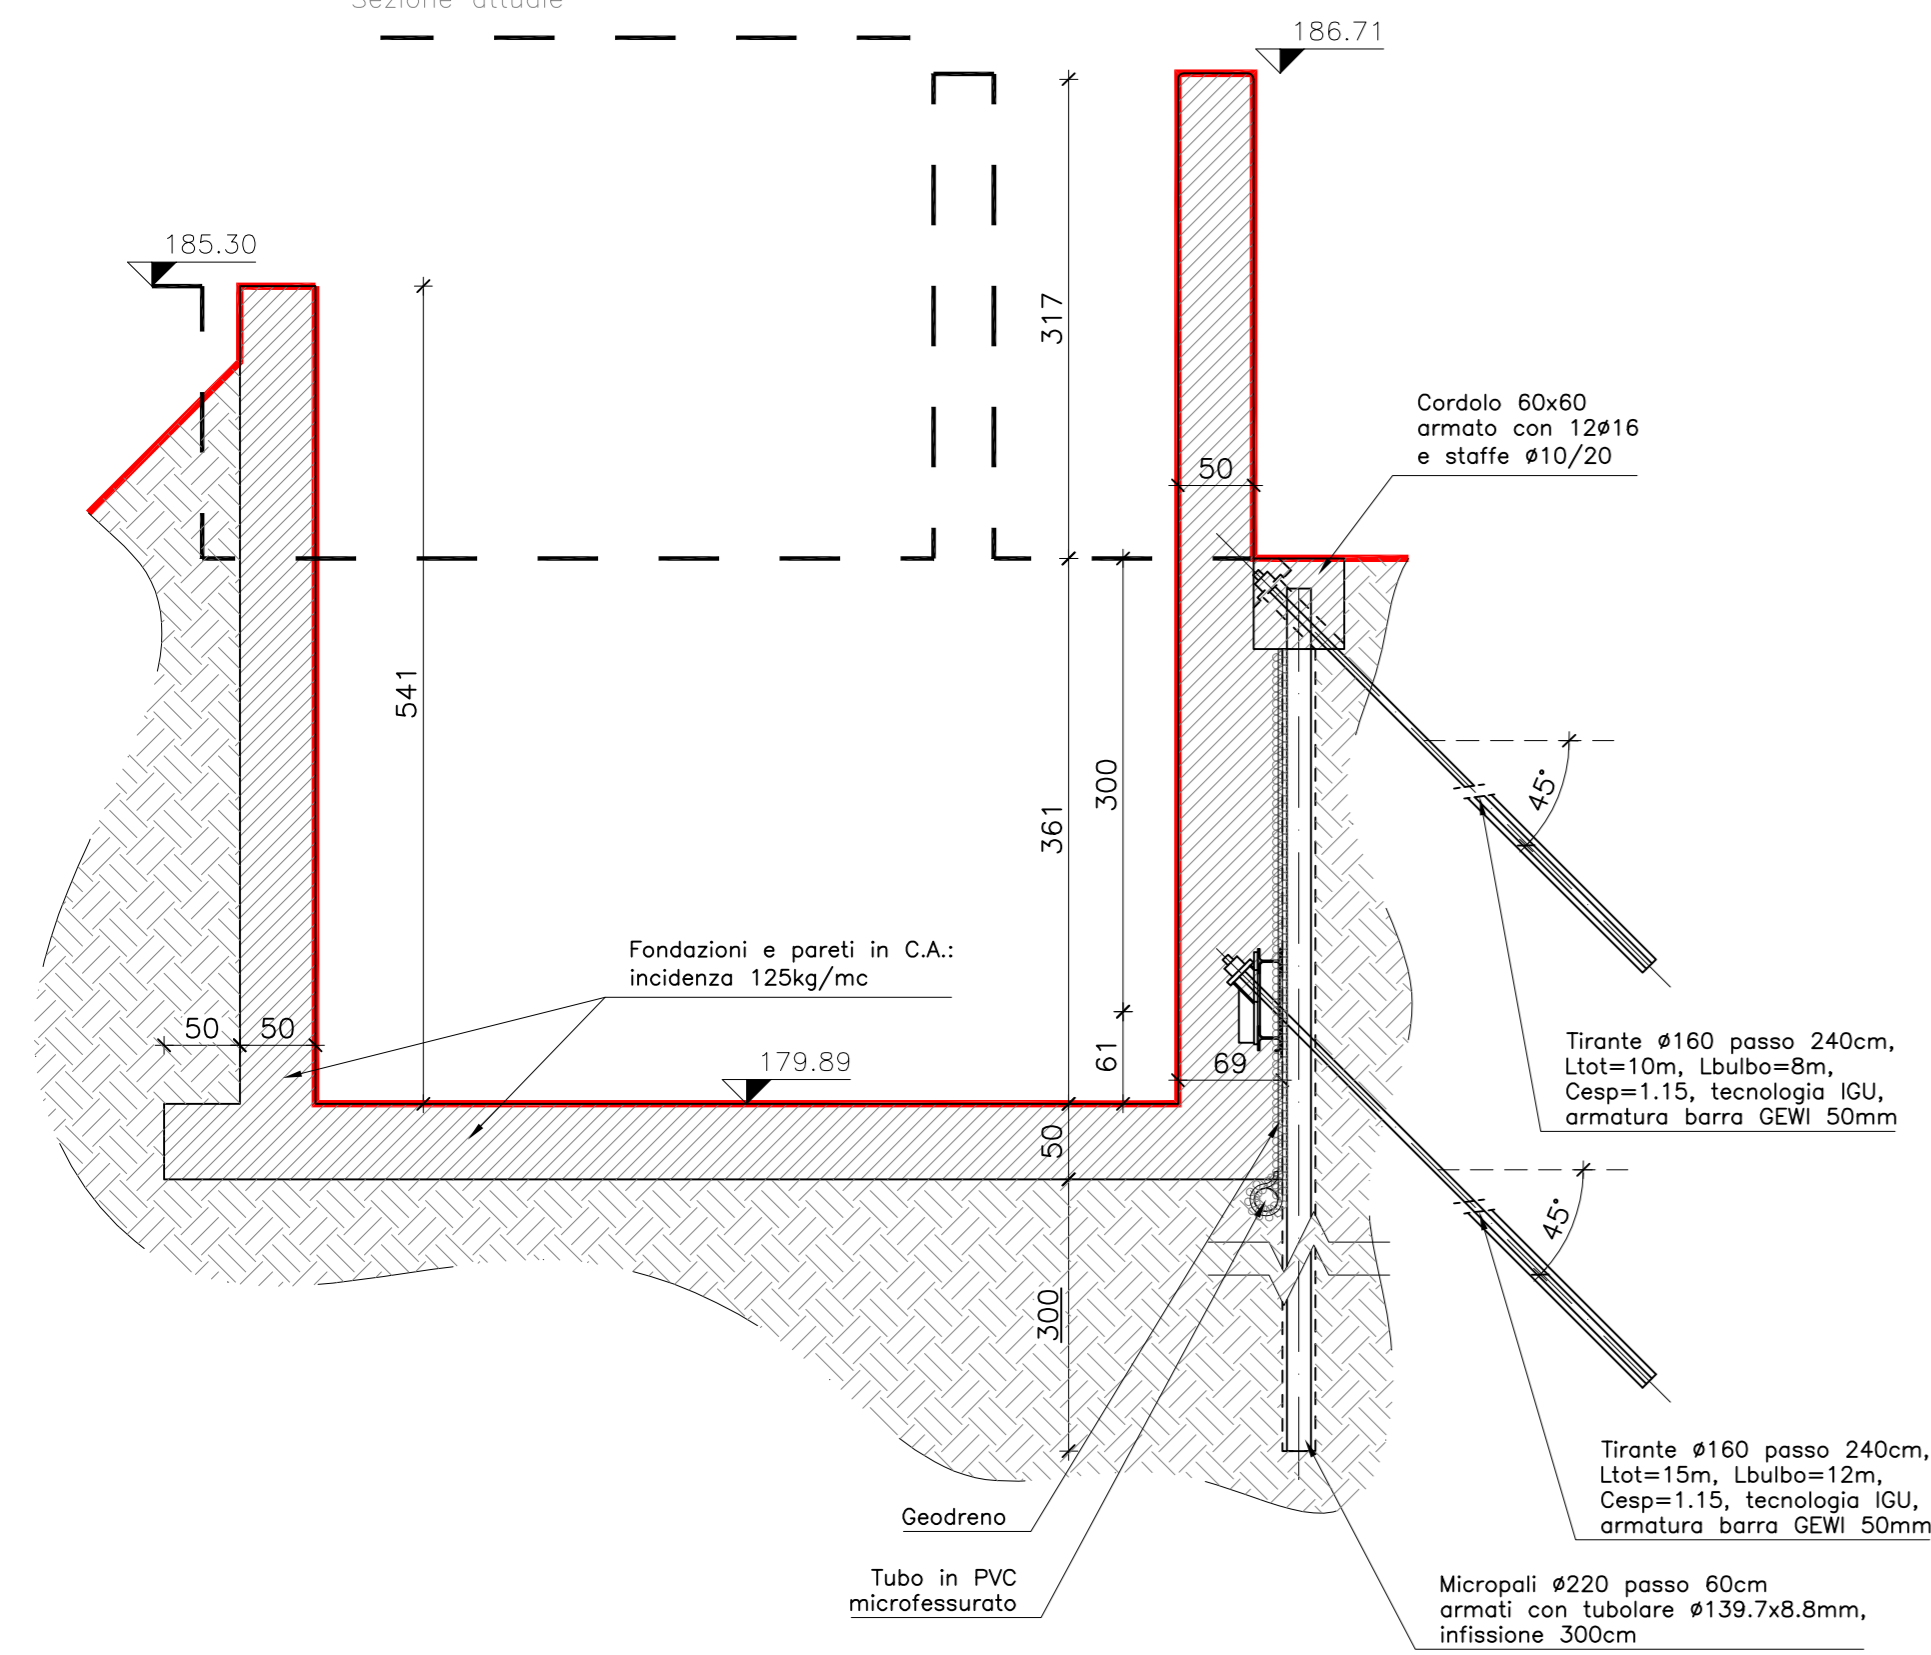 Sezione attuale
186.71
185.30
317
Cordolo 60x60
armato con 12ø16
e staffe ø10/20
50
541
300
361
45°
Fondazioni e pareti in C.A.:
incidenza 125kg/mc
50
50
179.89
61
69
50
Tirante ø160 passo 240cm,
Ltot=10m, Lbulbo=8m,
Cesp=1.15, tecnologia IGU,
armatura barra GEWI 50mm
45°
300
Geodreno
Tubo in PVC
microfessurato
Tirante ø160 passo 240cm,
Ltot=15m, Lbulbo=12m,
Cesp=1.15, tecnologia IGU,
armatura barra GEWI 50mm
Micropali ø220 passo 60cm
armati con tubolare ø139.7x8.8mm,
infissione 300cm